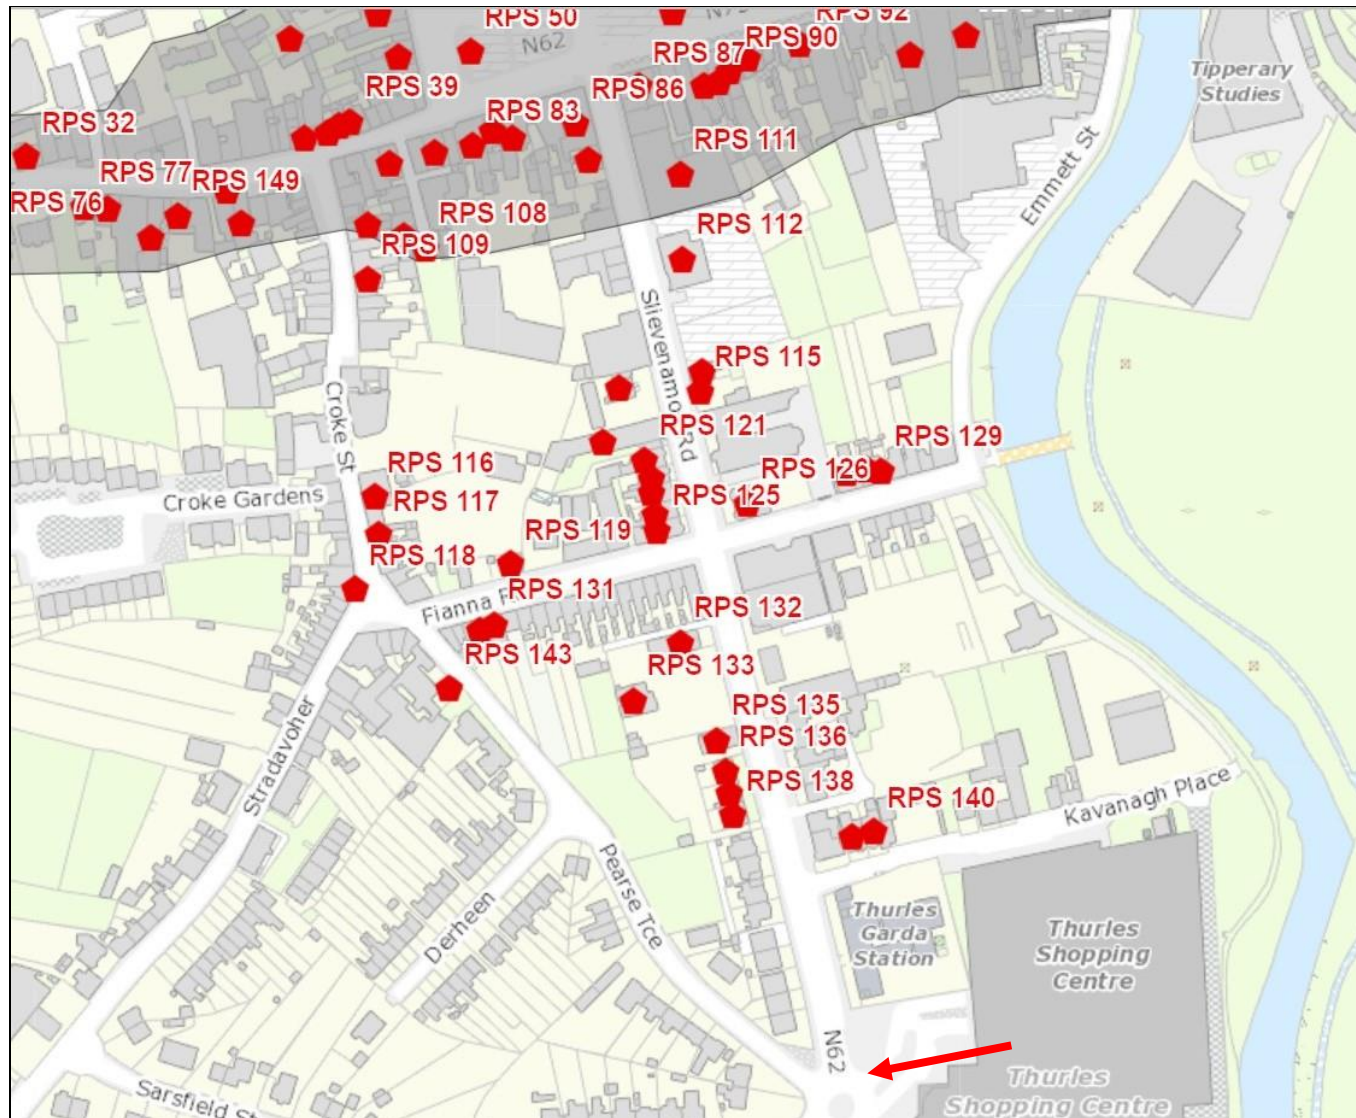 RPS 50
RPS 92
N62
RPS 90
RPS 87
Tipperary
Studies
RPS 39
RPS 86
RPS 83
RPS 32
Emmett St
RPS 111
RPS 77
RPS 149
RPS 76
RPS 108
RPS 112
RPS 109
Slievenamon Rd
RPS 115
Croke St
RPS 121
RPS 129
RPS 116
RPS 126
Croke Gardens
RPS 117
RPS 125
RPS 119
RPS 118
RPS 131
Fianna
RPS 132
RPS 143
RPS 133
RPS 135
Stradavoher
RPS 136
RPS 138
RPS 140
Kavanagh Place
Pearse Tce
Derheen
Thurles
Garda
Station
Thurles
Shopping
Centre
N62
Thurles
Shopping Centre
Sarsfield St